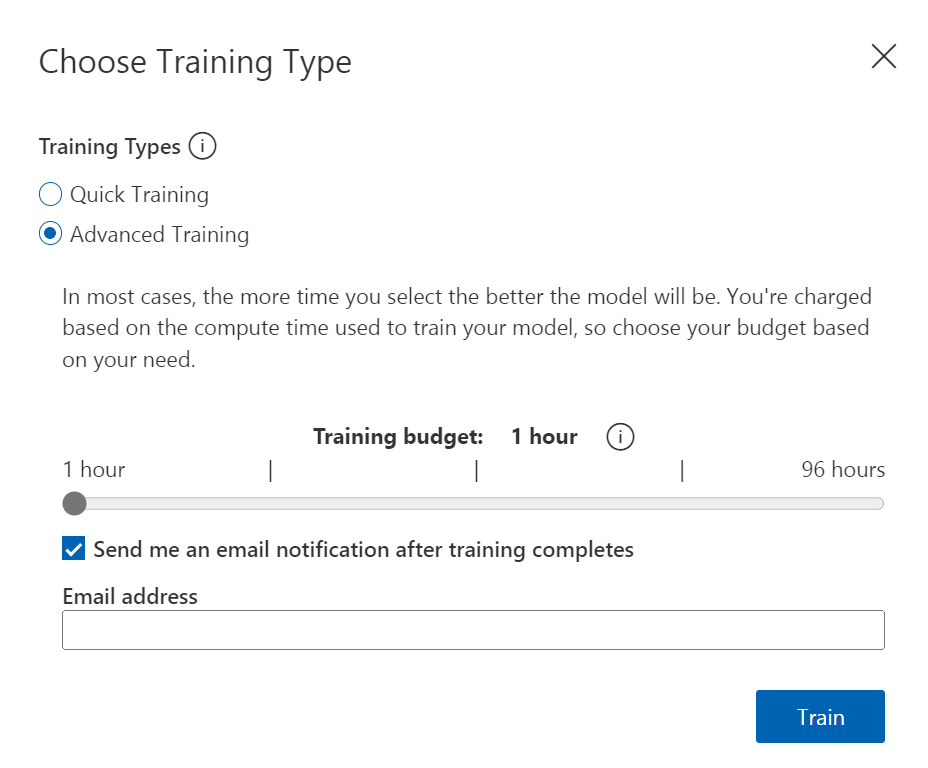 Choose Training Type
Training Types
Quick Training
Advanced Training
In most cases, the more time you select the better the model will be. You're charged
based on the compute time used to train your model, so choose your budget based
on your need.
Training budget: 1 hour
1 hour | | | 96 hours
Send me an email notification after training completes
Email address
Train